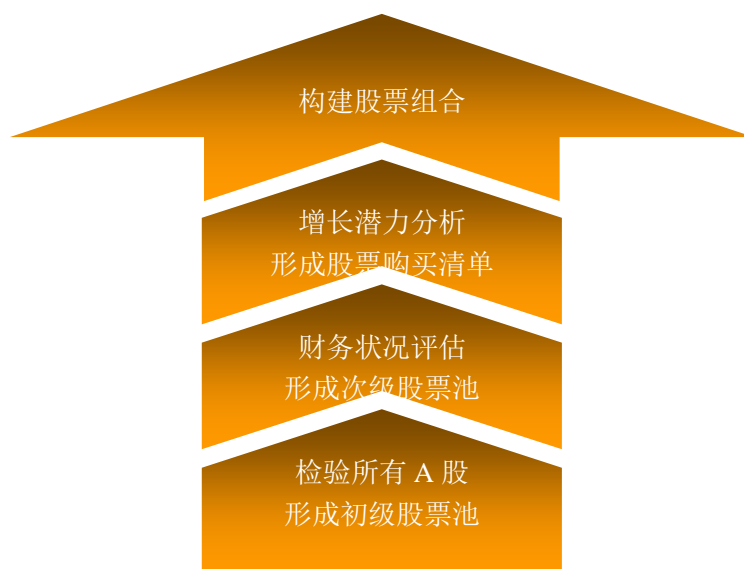 构建股票组合
增长潜力分析
形成股票购买清单
财务状况评估
形成次级股票池
检验所有 A 股
形成初级股票池